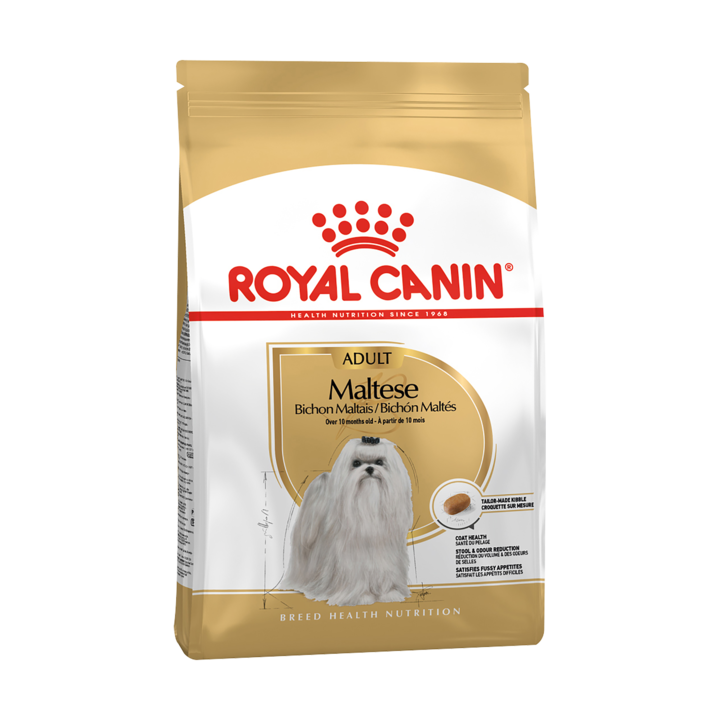 ROYAL CANIN®
HEALTH NUTRITION SINCE 1968
ADULT
Maltese
Bichon Maltais / Bichón Maltés
Over 10 months old - À partir de 10 mois
TAILOR-MADE KIBBLE
CROQUETTE SUR MESURE
COAT HEALTH
SANTÉ DU PELAGE
STOOL & ODOUR REDUCTION
RÉDUCTION DU VOLUME & DES ODEURS
DE SELLES
SATISFIES FUSSY APPETITES
SATISFAIT LES APPÉTITS DIFFICILES
BREED HEALTH NUTRITION